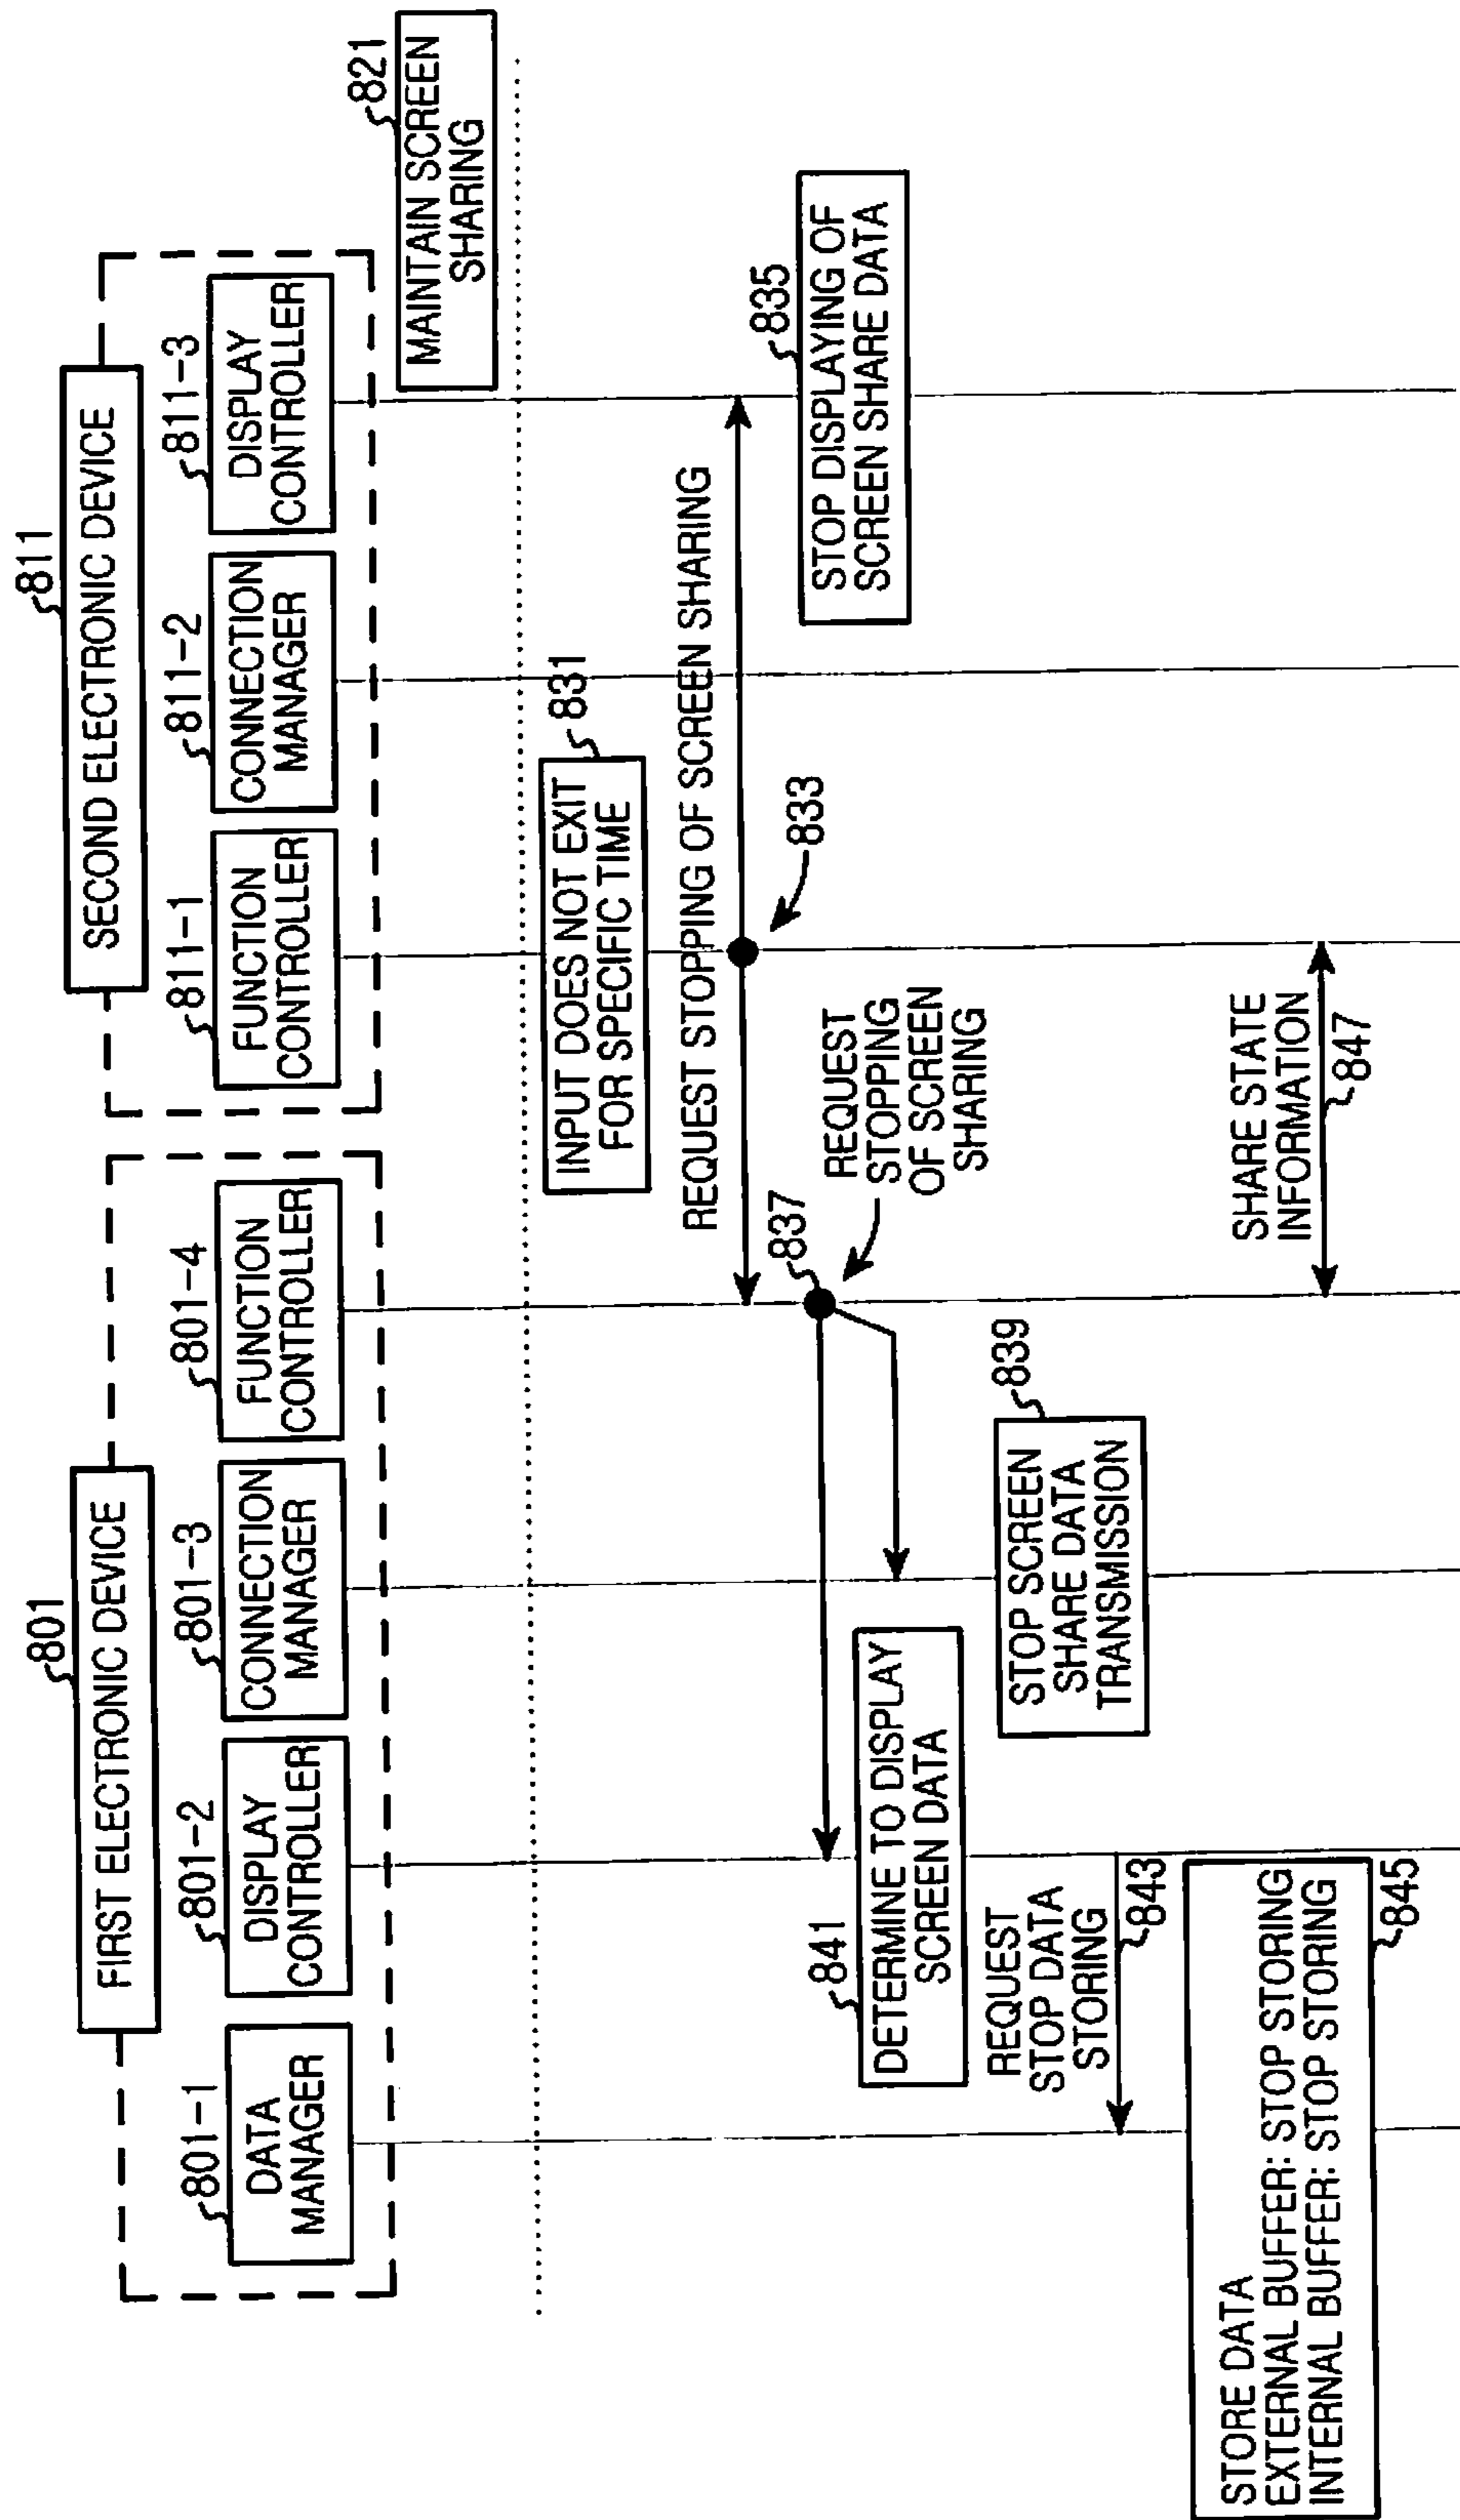 801
FIRST ELECTRONIC DEVICE
811
SECOND ELECTRONIC DEVICE
801-1
DATA
MANAGER
801-2
DISPLAY
CONTROLLER
801-3
CONNECTION
MANAGER
801-4
FUNCTION
CONTROLLER
811-1
FUNCTION
CONTROLLER
811-2
CONNECTION
MANAGER
811-3
DISPLAY
CONTROLLER
821
MAINTAIN SCREEN
SHARING
831
INPUT DOES NOT EXIT
FOR SPECIFIC TIME
REQUEST STOPPING OF SCREEN SHARING
833
835
STOP DISPLAYING OF
SCREEN SHARE DATA
837
REQUEST
STOPPING
OF SCREEN
SHARING
841
DETERMINE TO DISPLAY
SCREEN DATA
839
STOP SCREEN
SHARE DATA
TRANSMISSION
REQUEST
STOP DATA
STORING
843
STORE DATA
EXTERNAL BUFFER: STOP STORING
INTERNAL BUFFER: STOP STORING
845
SHARE STATE
INFORMATION
847